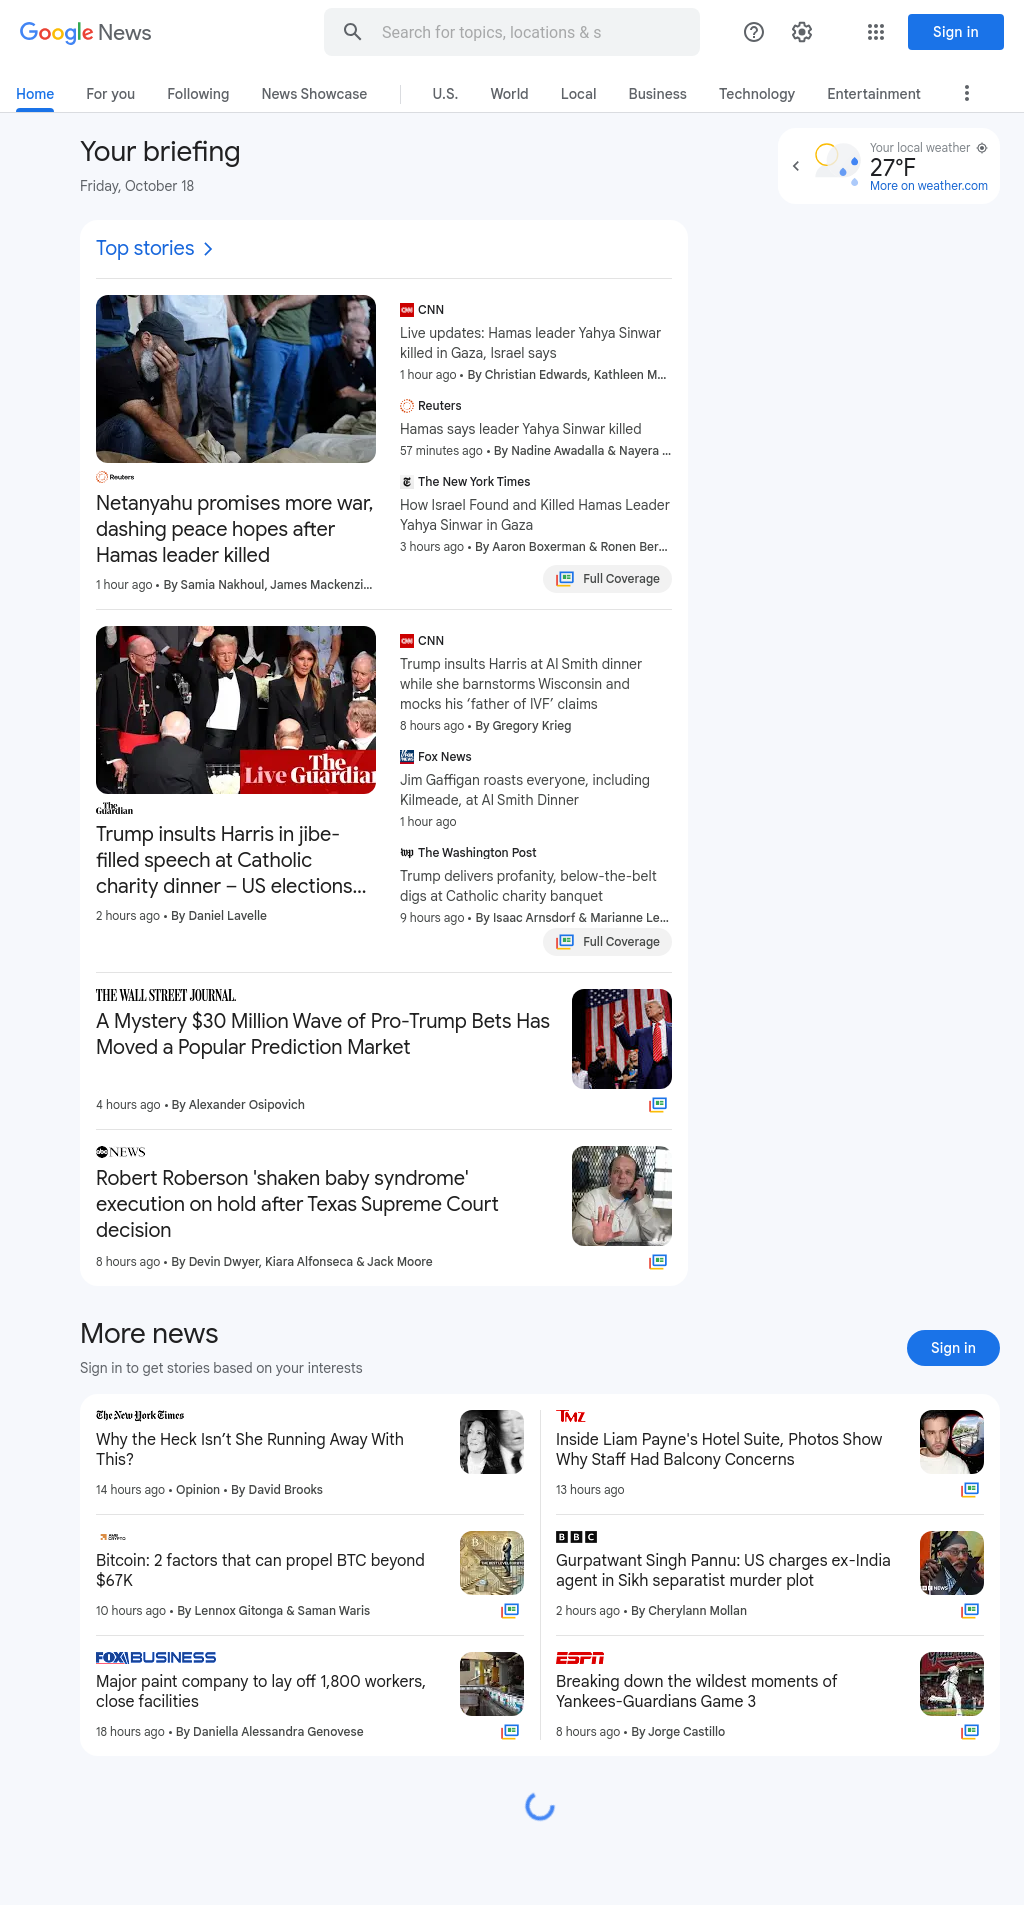 Google News
Search for topics, locations & s
Sign in
Home
For you
Following
News Showcase
U.S.
World
Local
Business
Technology
Entertainment
Your briefing
Friday, October 18
Your local weather
27°F
More on weather.com
Top stories
Reuters
Netanyahu promises more war,
dashing peace hopes after
Hamas leader killed
1 hour ago • By Samia Nakhoul, James Mackenzi...
CNN
Live updates: Hamas leader Yahya Sinwar
killed in Gaza, Israel says
1 hour ago • By Christian Edwards, Kathleen M...
Reuters
Hamas says leader Yahya Sinwar killed
57 minutes ago • By Nadine Awadalla & Nayera ...
The New York Times
How Israel Found and Killed Hamas Leader
Yahya Sinwar in Gaza
3 hours ago • By Aaron Boxerman & Ronen Ber...
Full Coverage
Live The Guardian
The Guardian
Trump insults Harris in jibe-
filled speech at Catholic
charity dinner – US elections...
2 hours ago • By Daniel Lavelle
CNN
Trump insults Harris at Al Smith dinner
while she barnstorms Wisconsin and
mocks his ‘father of IVF’ claims
8 hours ago • By Gregory Krieg
Fox News
Jim Gaffigan roasts everyone, including
Kilmeade, at Al Smith Dinner
1 hour ago
The Washington Post
Trump delivers profanity, below-the-belt
digs at Catholic charity banquet
9 hours ago • By Isaac Arnsdorf & Marianne Le...
Full Coverage
THE WALL STREET JOURNAL.
A Mystery $30 Million Wave of Pro-Trump Bets Has
Moved a Popular Prediction Market
4 hours ago • By Alexander Osipovich
abc NEWS
Robert Roberson 'shaken baby syndrome'
execution on hold after Texas Supreme Court
decision
8 hours ago • By Devin Dwyer, Kiara Alfonseca & Jack Moore
More news
Sign in to get stories based on your interests
Sign in
The New York Times
Why the Heck Isn’t She Running Away With
This?
14 hours ago • Opinion • By David Brooks
Bitcoin: 2 factors that can propel BTC beyond
$67K
10 hours ago • By Lennox Gitonga & Saman Waris
FOX BUSINESS
Major paint company to lay off 1,800 workers,
close facilities
18 hours ago • By Daniella Alessandra Genovese
TMZ
Inside Liam Payne's Hotel Suite, Photos Show
Why Staff Had Balcony Concerns
13 hours ago
BBC
Gurpatwant Singh Pannu: US charges ex-India
agent in Sikh separatist murder plot
2 hours ago • By Cherylann Mollan
BBC NEWS
ESPN
Breaking down the wildest moments of
Yankees-Guardians Game 3
8 hours ago • By Jorge Castillo